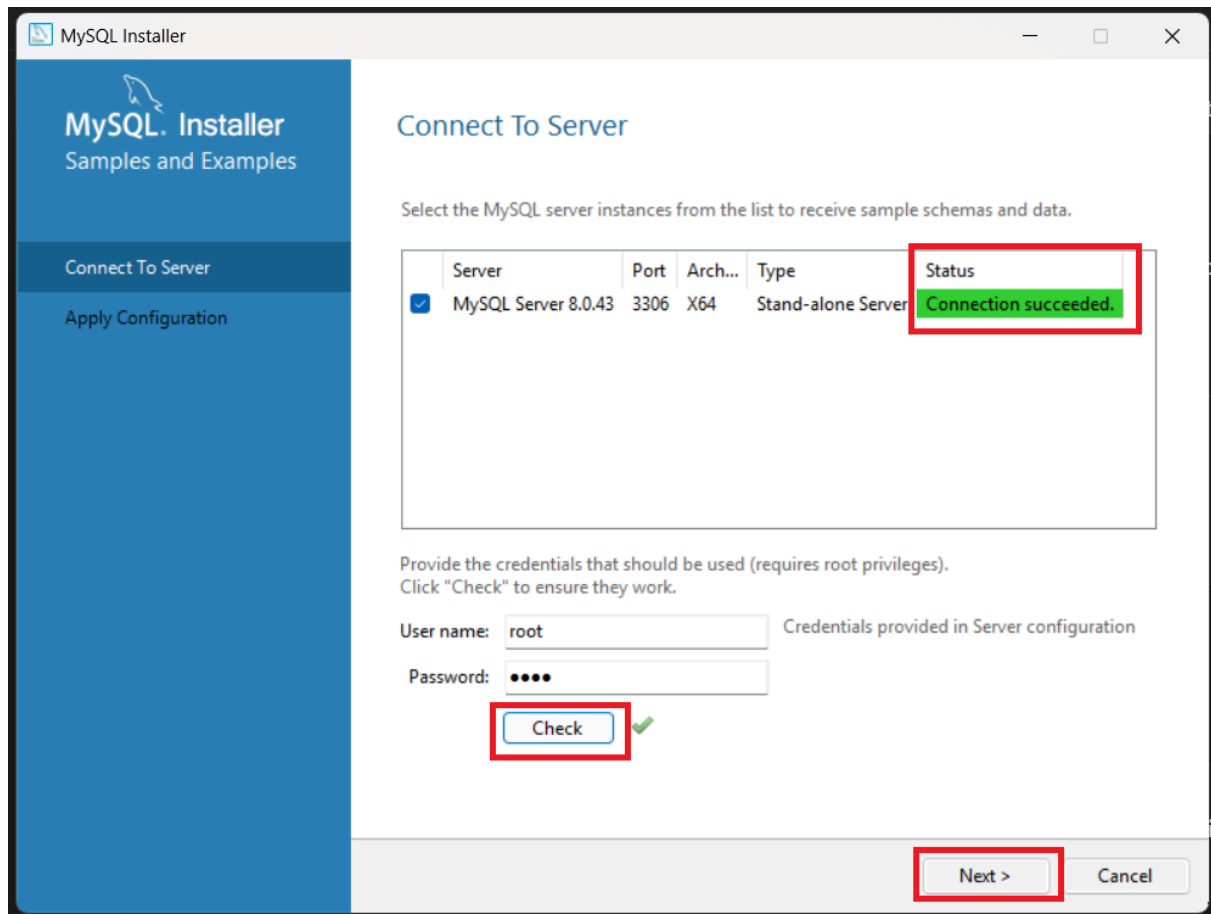 MySQL Installer
MySQL. Installer
Samples and Examples
Connect To Server
Apply Configuration
Connect To Server
Select the MySQL server instances from the list to receive sample schemas and data.
Server Port Arch... Type Status
MySQL Server 8.0.43 3306 X64 Stand-alone Server Connection succeeded.
Provide the credentials that should be used (requires root privileges).
Click "Check" to ensure they work.
User name: root Credentials provided in Server configuration
Password: ●●●●
Check
Next > Cancel